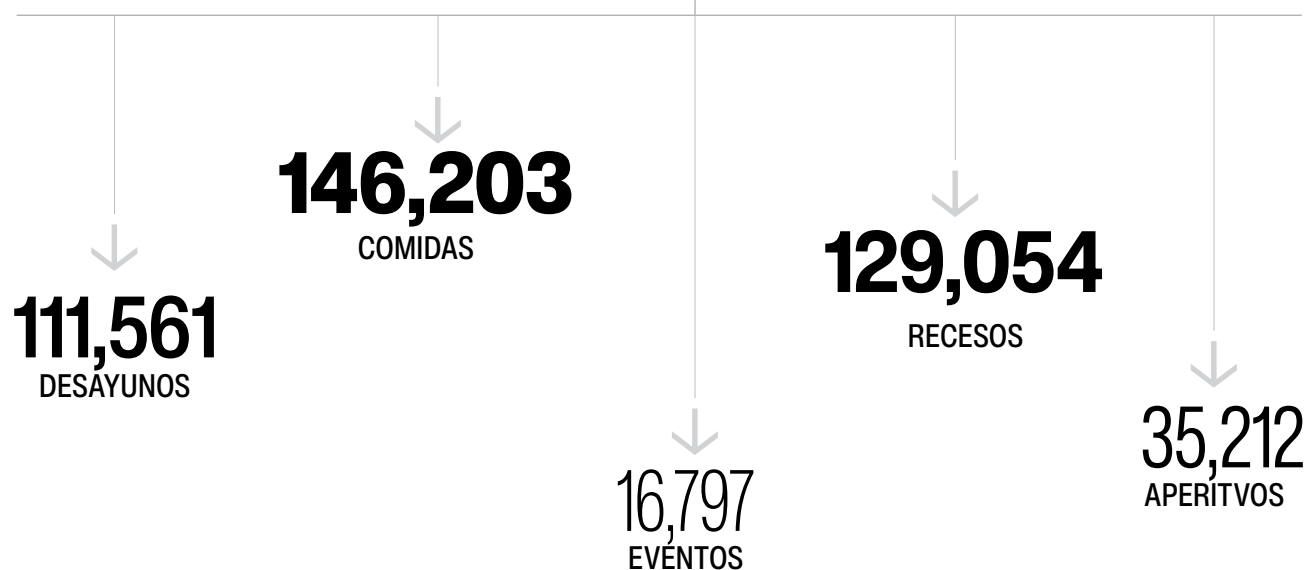 111,561
DESAYUNOS
146,203
COMIDAS
16,797
EVENTOS
129,054
RECESOS
35,212
APERITVOS